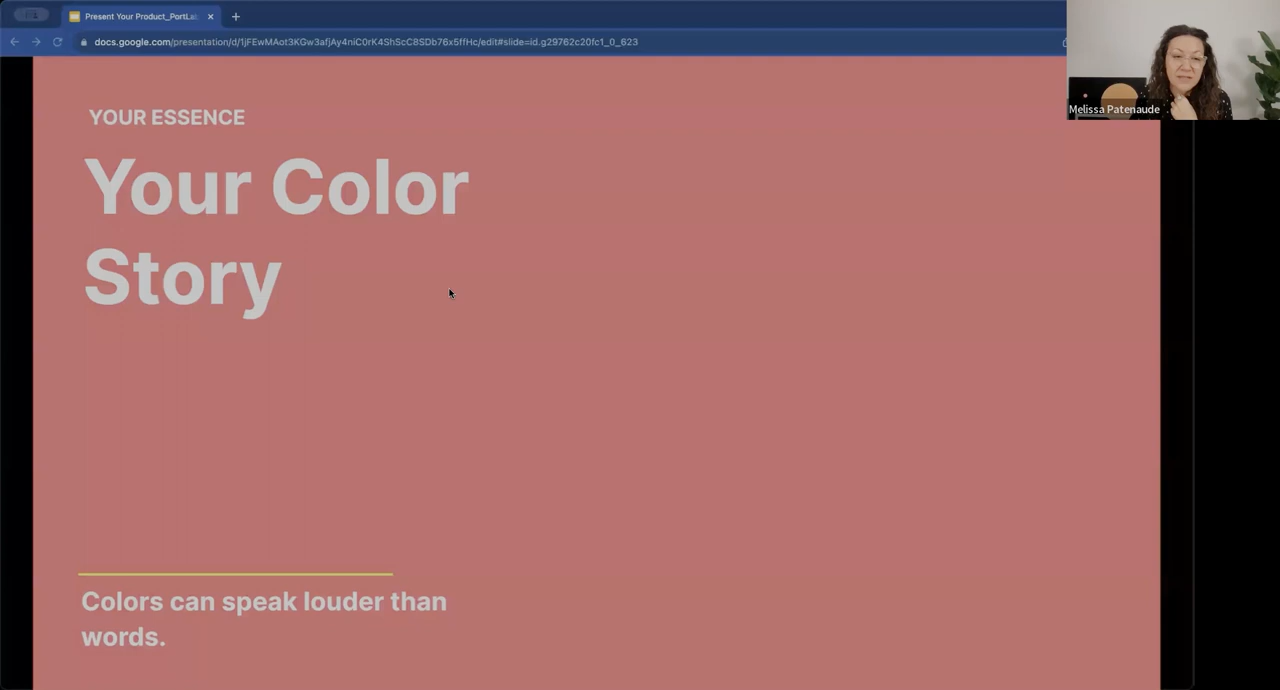 Present Your Product_PortLa
docs.google.com/presentation/d/1jFEwMAot3KGw3afjAy4niC0rK4ShScC8SDb76x5ffHc/edit#slide=id.g29762c20fc1_0_623
Melissa Patenaude
YOUR ESSENCE
Your Color
Story
Colors can speak louder than
words.